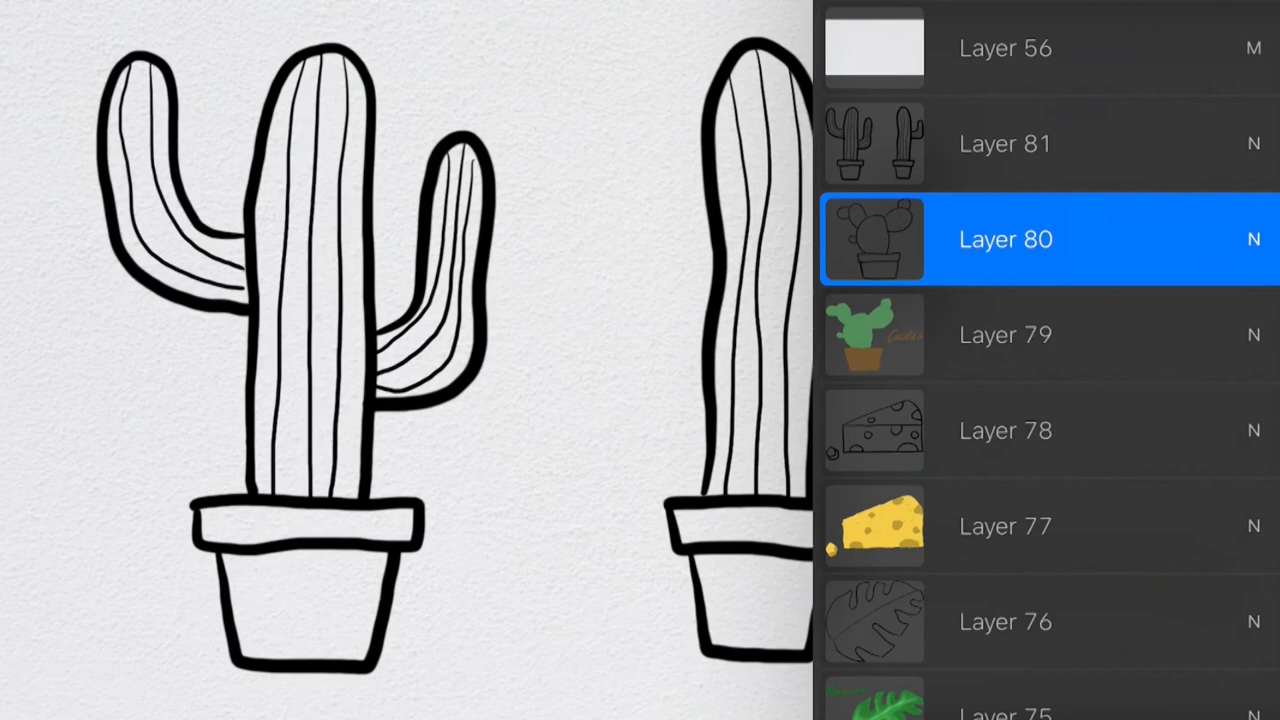 Layer 56 M
Layer 81 N
Layer 80 N
Layer 79 N
Layer 78 N
Layer 77 N
Layer 76 N
Layer 75 N